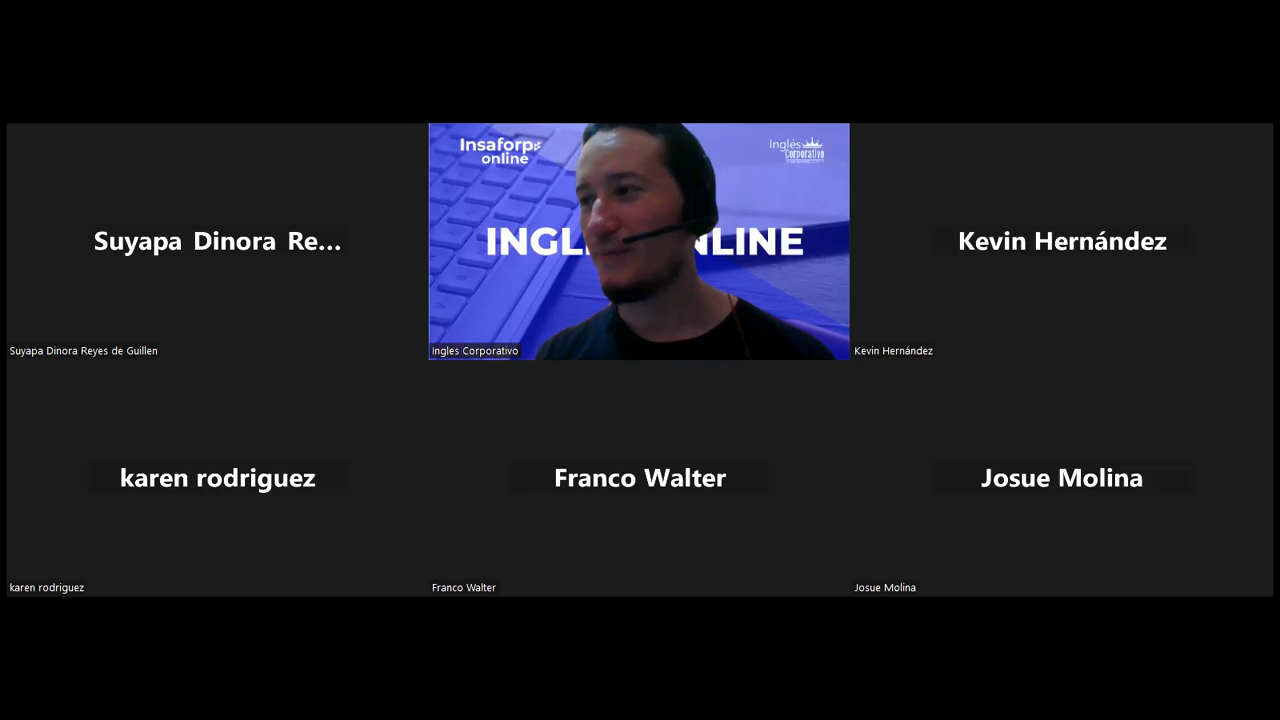 Insaforp
online
Inglés
Corporativo
Suyapa Dinora Re...
INGL NLINE
Kevin Hernández
Suyapa Dinora Reyes de Guillen
Ingles Corporativo
Kevin Hernández
karen rodriguez
Franco Walter
Josue Molina
karen rodriguez
Franco Walter
Josue Molina